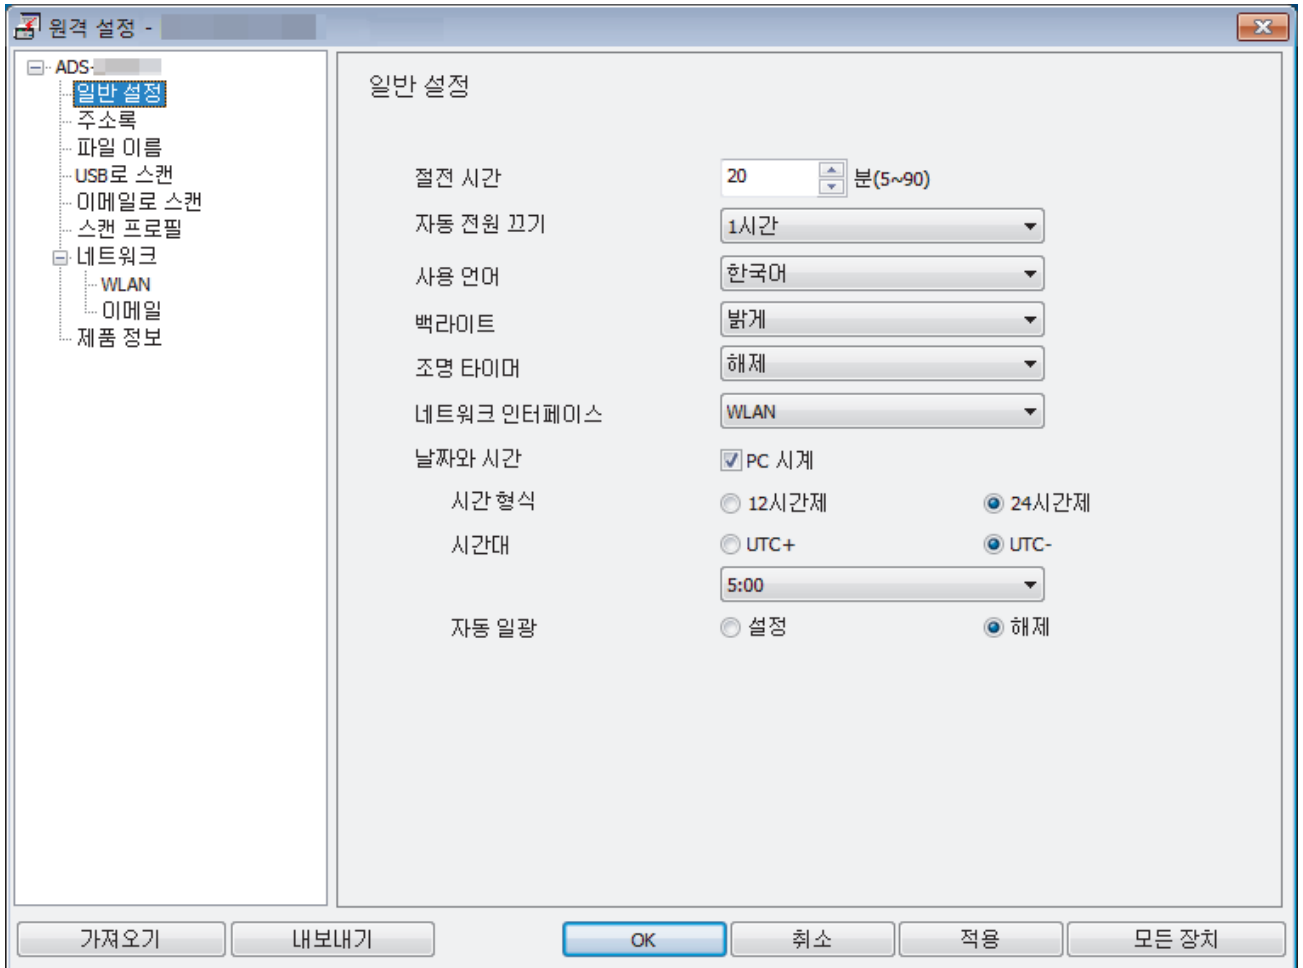 원격 설정 -
ADS-
일반 설정
주소록
파일 이름
USB로 스캔
이메일로 스캔
스캔 프로필
네트워크
WLAN
이메일
제품 정보
일반 설정
절전 시간 20 분(5~90)
자동 전원 끄기 1시간
사용 언어 한국어
백라이트 밝게
조명 타이머 해제
네트워크 인터페이스 WLAN
날짜와 시간 PC 시계
시간 형식 12시간제 24시간제
시간대 UTC+ UTC-
5:00
자동 일광 설정 해제
가져오기 내보내기 OK 취소 적용 모든 장치